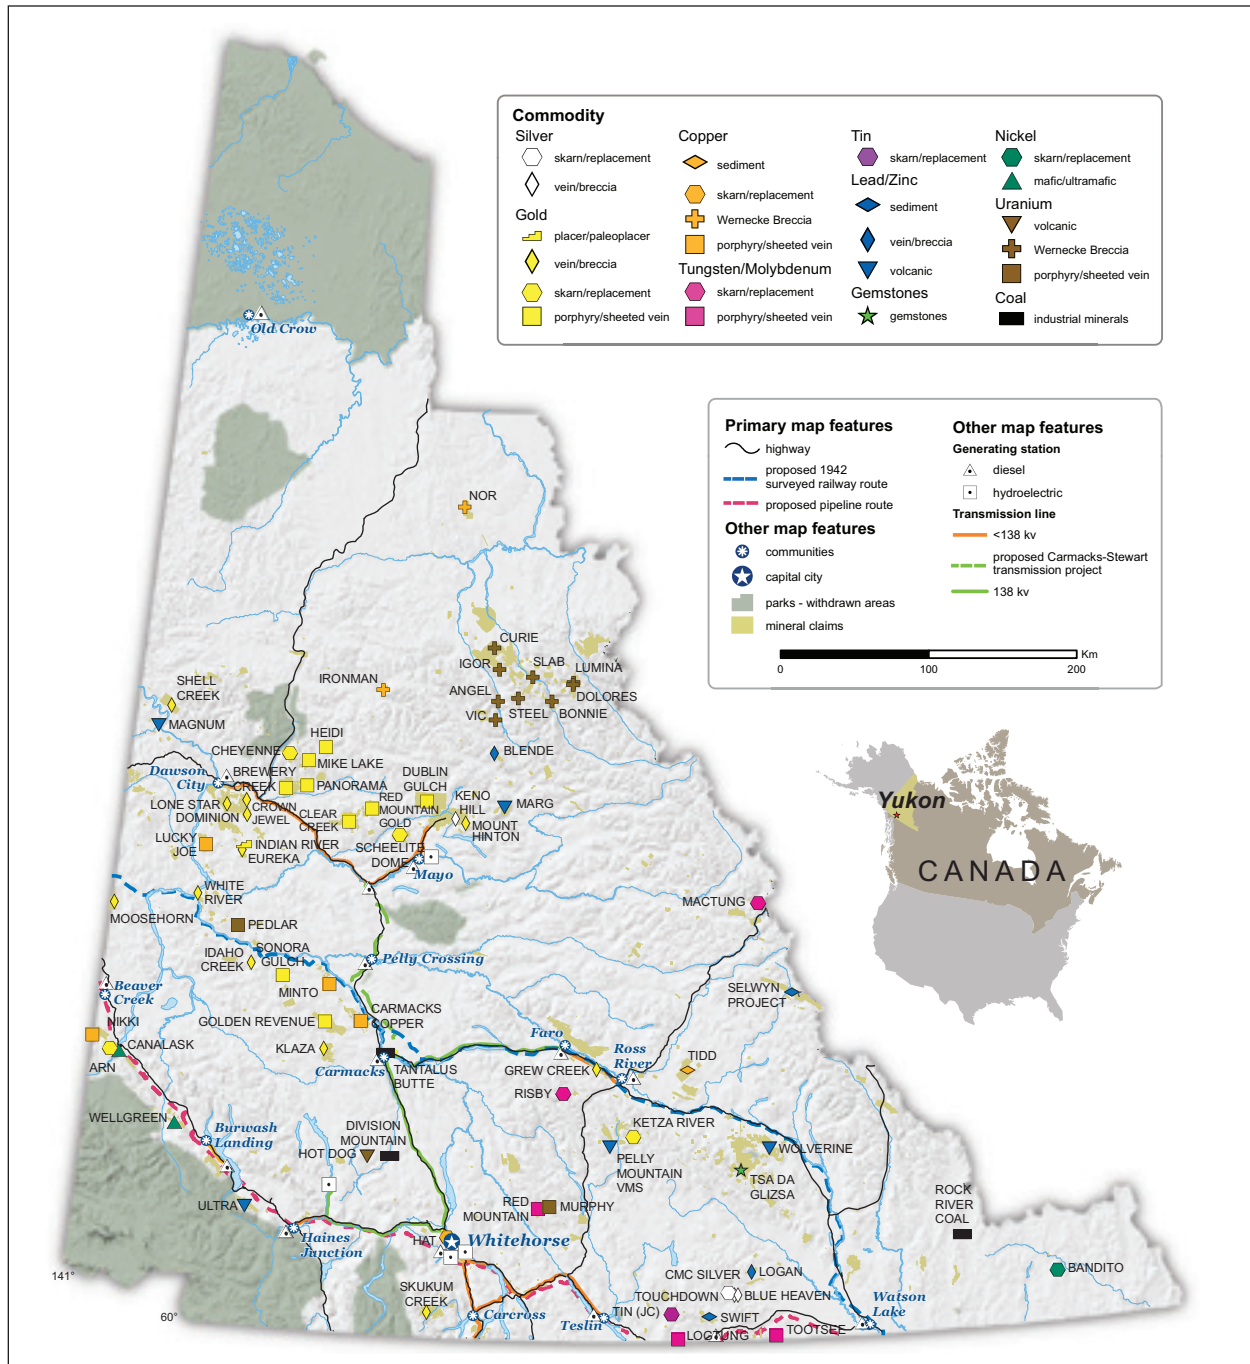 Commodity
Silver
skarn/replacement
vein/breccia
Gold
placer/paleoplacer
vein/breccia
skarn/replacement
porphyry/sheeted vein
Copper
sediment
skarn/replacement
Wernecke Breccia
porphyry/sheeted vein
Tungsten/Molybdenum
skarn/replacement
porphyry/sheeted vein
Tin
skarn/replacement
Lead/Zinc
sediment
vein/breccia
volcanic
Gemstones
gemstones
Nickel
skarn/replacement
mafic/ultramafic
Uranium
volcanic
Wernecke Breccia
porphyry/sheeted vein
Coal
industrial minerals
Primary map features
highway
proposed 1942
surveyed railway route
proposed pipeline route
Other map features
communities
capital city
parks - withdrawn areas
mineral claims
Other map features
Generating station
diesel
hydroelectric
Transmission line
<138 kv
proposed Carmacks-Stewart
transmission project
138 kv
0 100 200
Km
Yukon
CANADA
Old Crow
NOR
CURIE
IGOR
SLAB
LUMINA
IRONMAN
ANGEL
DOLORES
VIC
STEEL
BONNIE
BLENDE
SHELL
CREEK
MAGNUM
HEIDI
CHEYENNE
MIKE LAKE
Dawson
City
BREWERY
CREEK
PANORAMA
DUBLIN
GULCH
LONE STAR
DOMINION
CROWN
JEWEL
CLEAR
CREEK
RED
MOUNTAIN
GOLD
KENO
HILL
MARG
MOUNT
HINTON
LUCKY
JOE
INDIAN RIVER
EUREKA
SCHEELITE
DOME
Mayo
WHITE
RIVER
MOOSEHORN
PEDLAR
MACTUNG
IDAHO
CREEK
SONORA
GULCH
Pelly Crossing
Beaver
Creek
MINTO
SELWYN
PROJECT
NIKKI
GOLDEN REVENUE
CARMACKS
COPPER
CANALASK
ARN
KLAZA
Carmacks
TANTALUS
BUTTE
Faro
GREW CREEK
Ross
River
TIDD
RISBY
WELLGREEN
Burwash
Landing
DIVISION
MOUNTAIN
HOT DOG
KETZA RIVER
PELLY
MOUNTAIN
VMS
WOLVERINE
TSA DA
GLIZSA
ULTRA
RED
MOUNTAIN
MURPHY
ROCK
RIVER
COAL
Haines
Junction
HAT
Whitehorse
SKUKUM
CREEK
Carcross
Teslin
CMC SILVER
LOGAN
TOUCHDOWN
BLUE HEAVEN
TIN (JC)
SWIFT
LOGTUNG
TOOTSEE
Watson
Lake
BANDITO
141°
60°